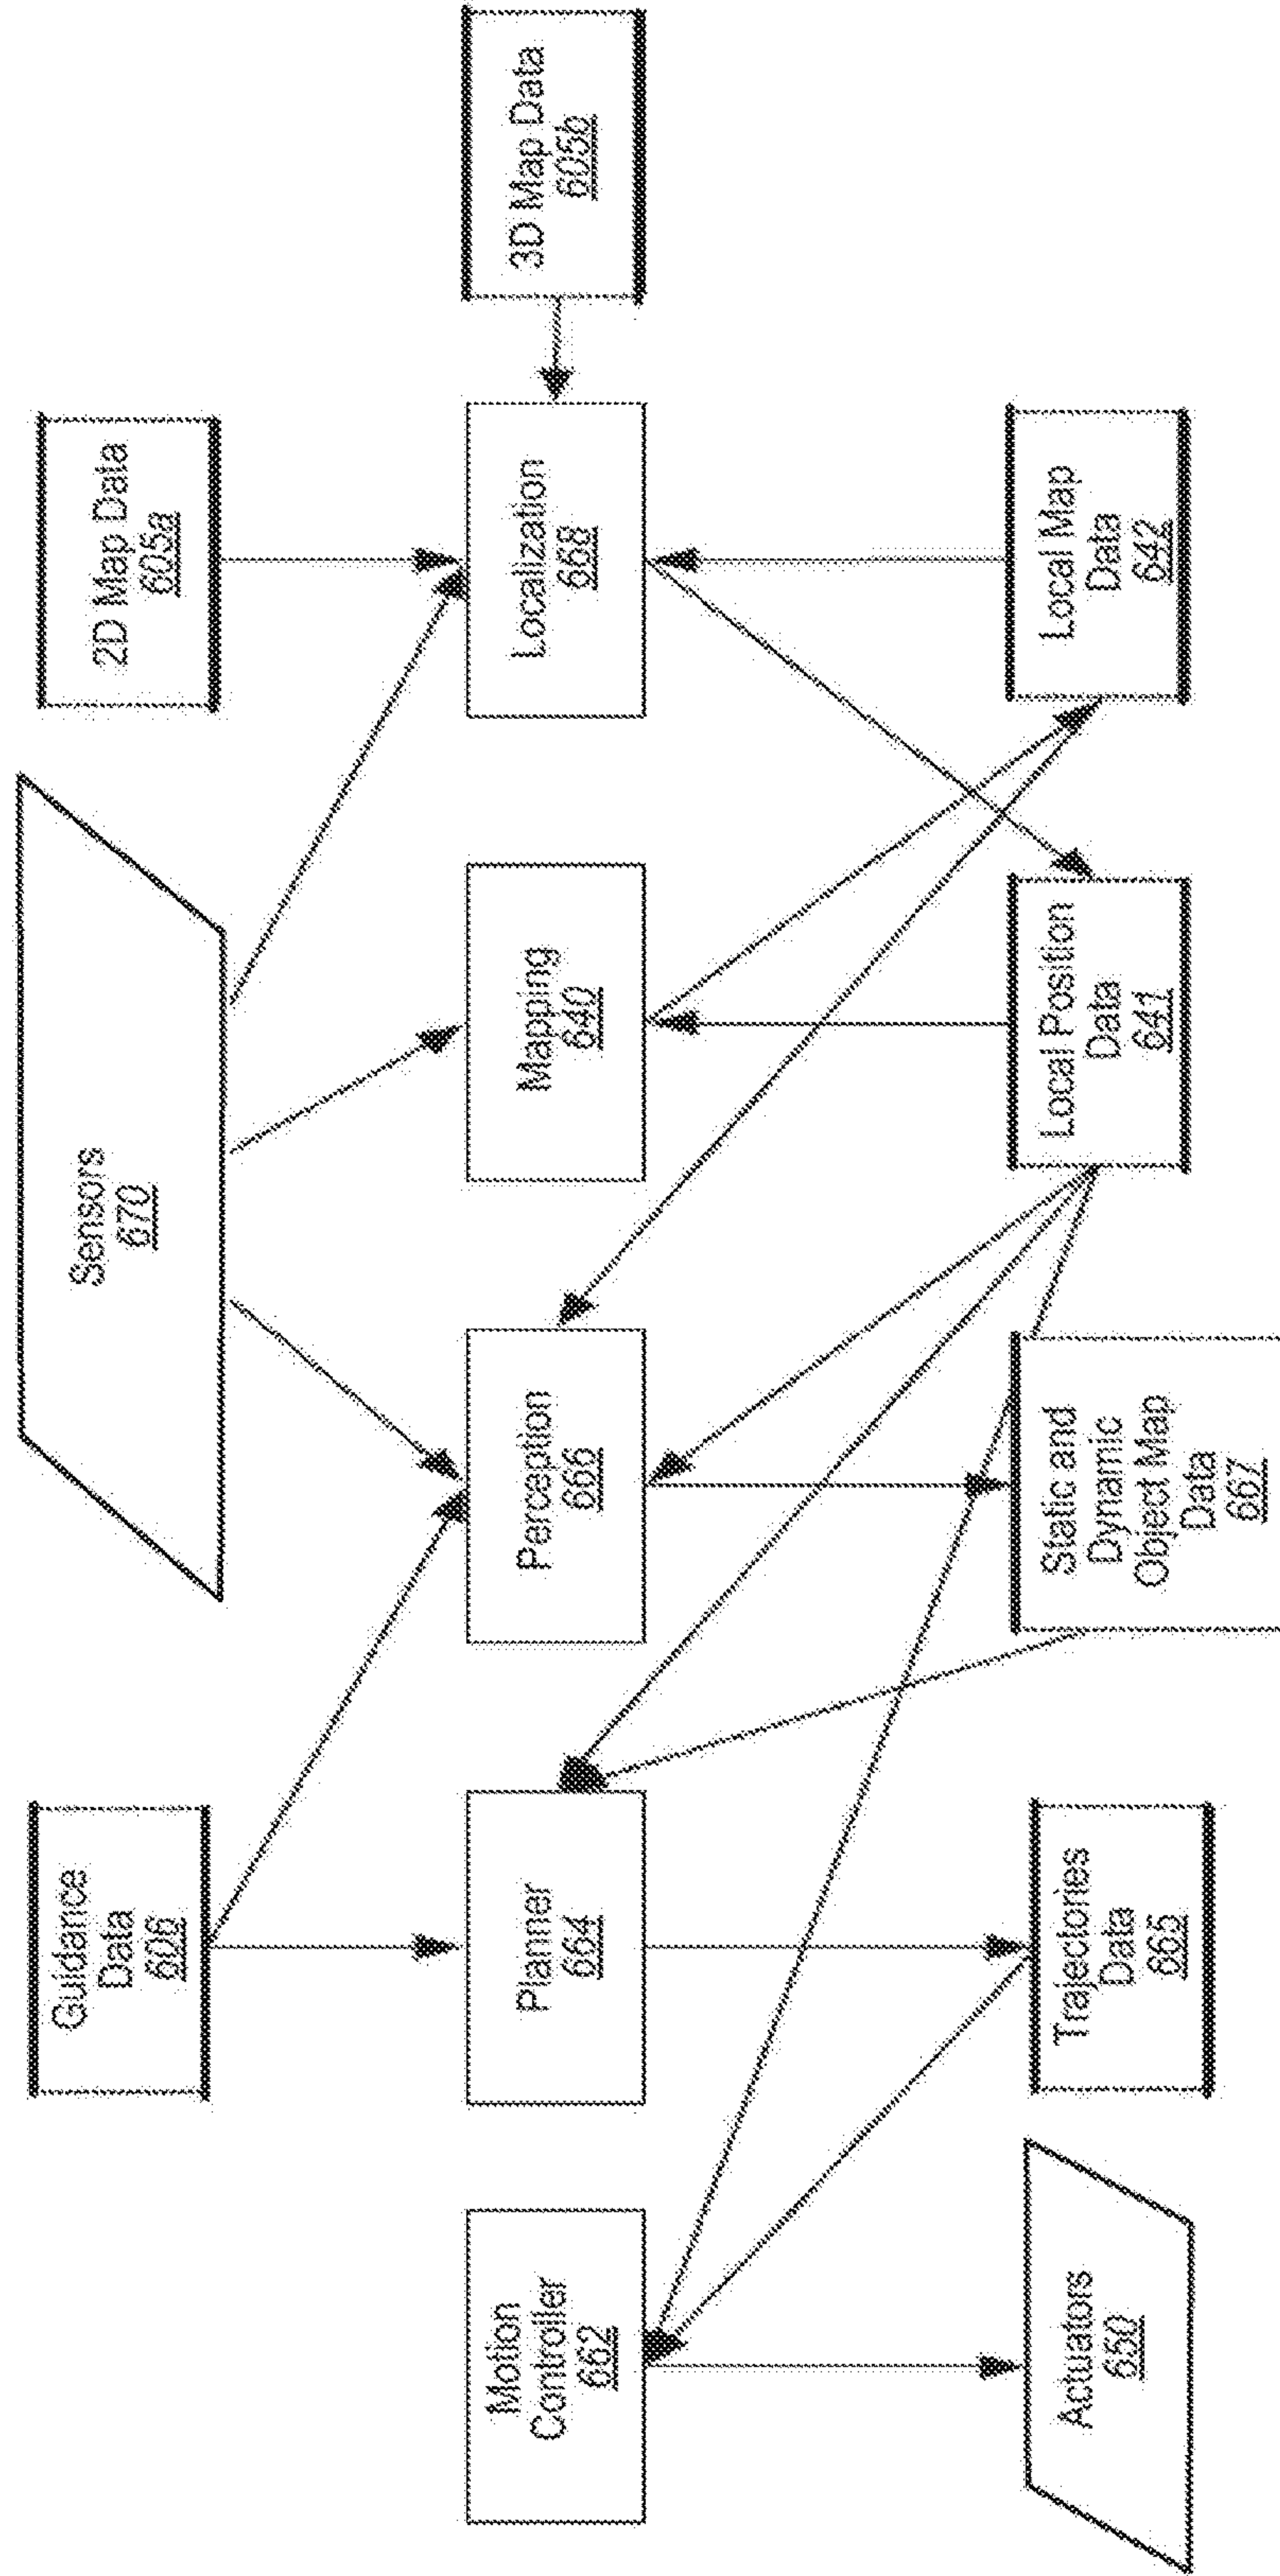 Guidance
Data
606
Sensors
670
2D Map Data
605a
Motion
Controller
662
Planner
664
Perception
666
Mapping
640
Localization
668
3D Map Data
605b
Actuators
650
Trajectories
Data
665
Static and
Dynamic
Object Map
Data
667
Local Position
Data
641
Local Map
Data
642